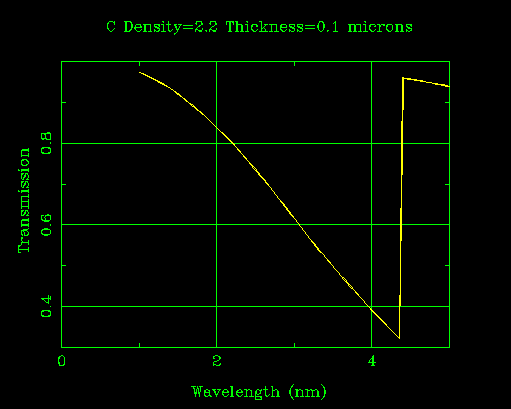 C Density=2.2 Thickness=0.1 microns
Transmission
0.8
0.6
0.4
0 2 4
Wavelength (nm)